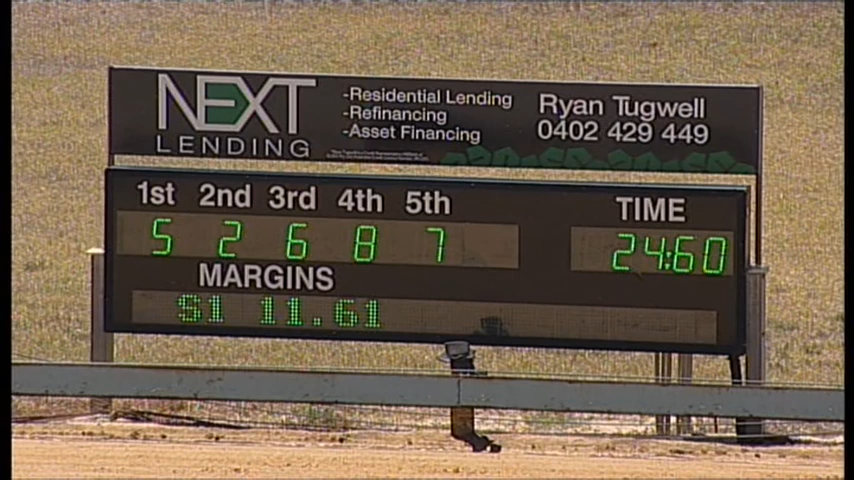 NEXT
LENDING
-Residential Lending
-Refinancing
-Asset Financing
Ryan Tugwell
0402 429 449
1st 2nd 3rd 4th 5th TIME
5 2 6 8 7 24:60
MARGINS
S1 11.61